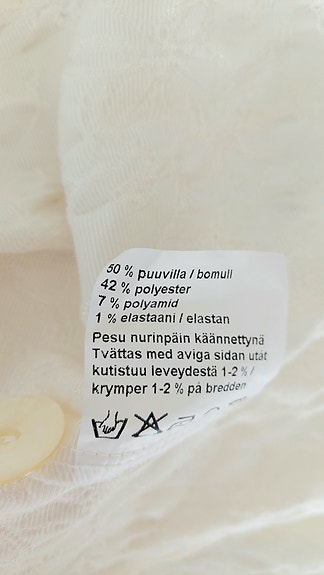 50 % puuvilla / bomull
42 % polyester
7 % polyamid
1 % elastaani / elastan
Pesu nurinpäin käännettynä
Tvättas med aviga sidan utåt
kutistuu leveydestä 1-2 % /
krymper 1-2 % på bredden